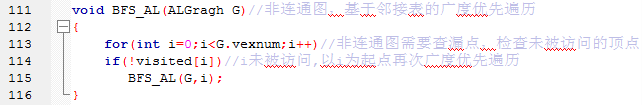 111 void BFS_AL(ALGragh G)//非连通图，基于邻接表的广度优先遍历
112 {
113 for(int i=0;i<G.vexnum;i++)//非连通图需要查漏点。检查未被访问的顶点
114 if(!visited[i])//i未被访问,以i为起点再次广度优先遍历
115 BFS_AL(G,i);
116 }